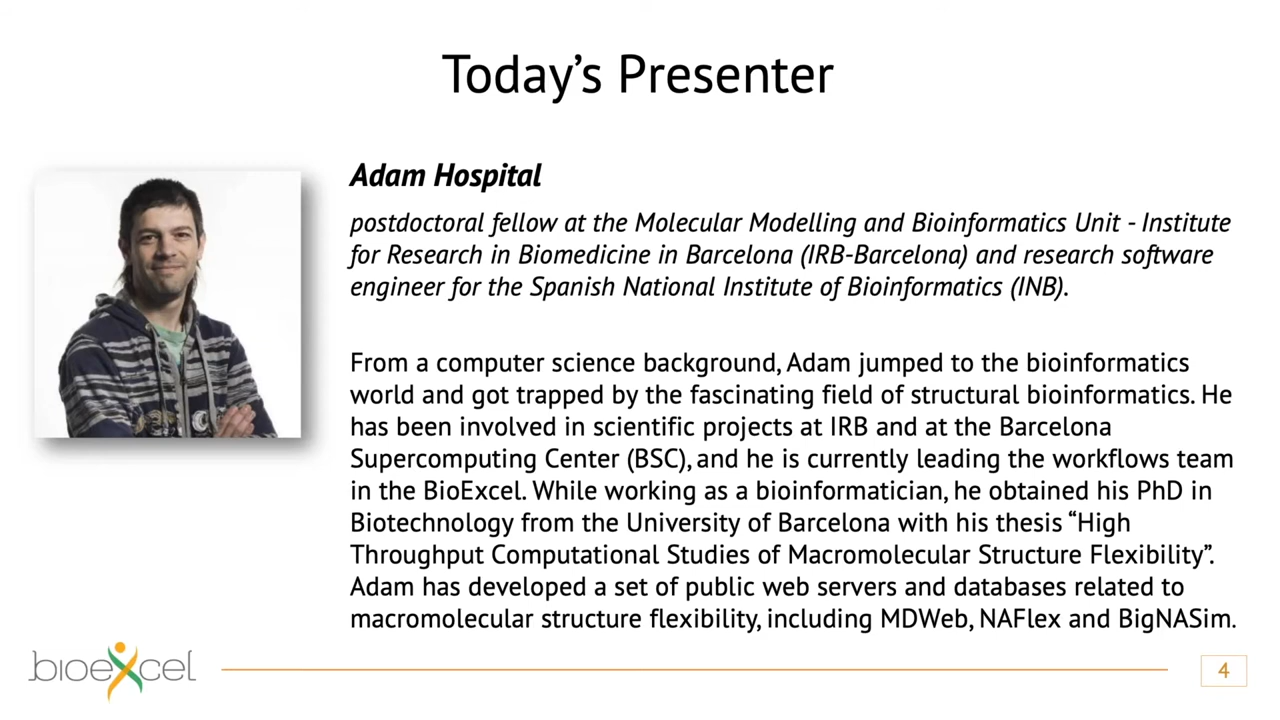 Today’s Presenter
Adam Hospital
postdoctoral fellow at the Molecular Modelling and Bioinformatics Unit - Institute
for Research in Biomedicine in Barcelona (IRB-Barcelona) and research software
engineer for the Spanish National Institute of Bioinformatics (INB).
From a computer science background, Adam jumped to the bioinformatics
world and got trapped by the fascinating field of structural bioinformatics. He
has been involved in scientific projects at IRB and at the Barcelona
Supercomputing Center (BSC), and he is currently leading the workflows team
in the BioExcel. While working as a bioinformatician, he obtained his PhD in
Biotechnology from the University of Barcelona with his thesis “High
Throughput Computational Studies of Macromolecular Structure Flexibility”.
Adam has developed a set of public web servers and databases related to
macromolecular structure flexibility, including MDWeb, NAFlex and BigNASim.
bioexcel
4